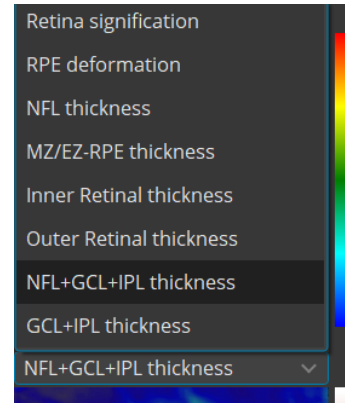 Retina signification
RPE deformation
NFL thickness
MZ/EZ-RPE thickness
Inner Retinal thickness
Outer Retinal thickness
NFL+GCL+IPL thickness
GCL+IPL thickness
NFL+GCL+IPL thickness